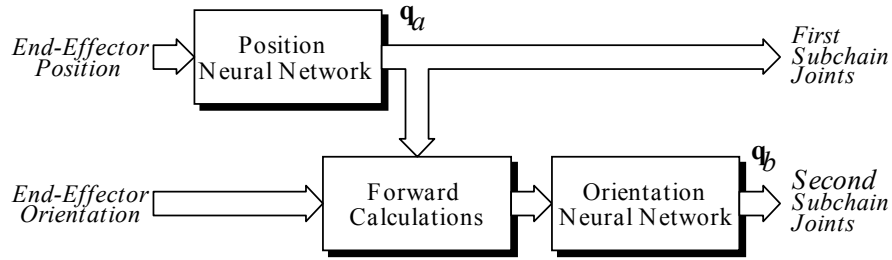 End-Effector
Position
Position
Neural Network
q_a
First
Subchain
Joints
End-Effector
Orientation
Forward
Calculations
Orientation
Neural Network
q_b
Second
Subchain
Joints